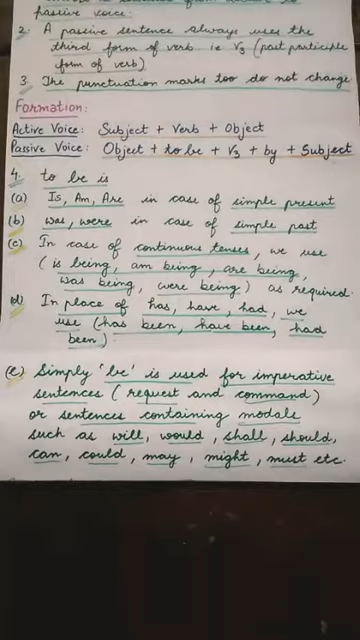 passive voice.
2. A passive sentence always uses the
third form of verb ie V3 (past participle
form of verb)
3. The punctuation marks too do not change
Formation:
Active Voice: Subject + Verb + Object
Passive Voice: Object + to be + V3 + by + Subject
4. to be is
(a) Is, Am, Are in case of simple present
(b) was, were in case of simple past
(c) In case of continuous tenses, we use
(is being, am being, are being,
was being, were being) as required.
d) In place of has, have, had, we
use (has been, have been, had
been)
(e) Simply 'be' is used for imperative
sentences (request and command)
or sentences containing modals
such as will, would, shall, should,
can, could, may, might, must etc.